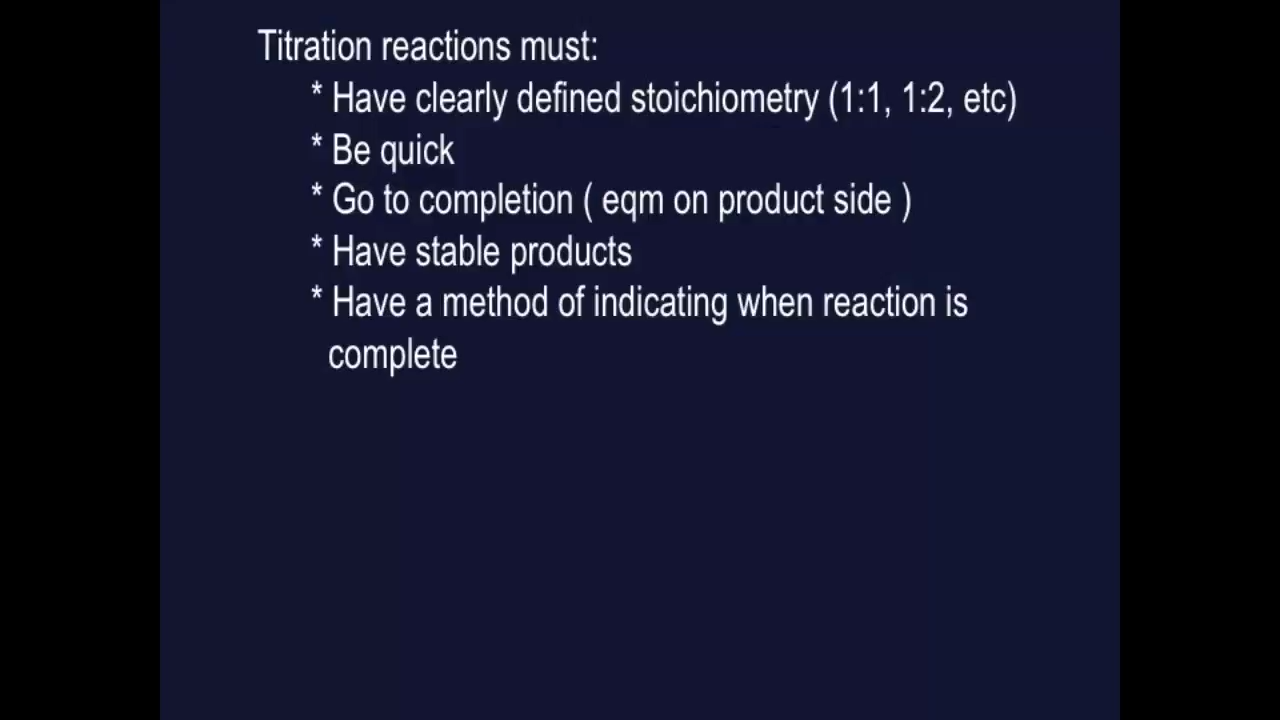 Titration reactions must:
* Have clearly defined stoichiometry (1:1, 1:2, etc)
* Be quick
* Go to completion ( eqm on product side )
* Have stable products
* Have a method of indicating when reaction is
complete